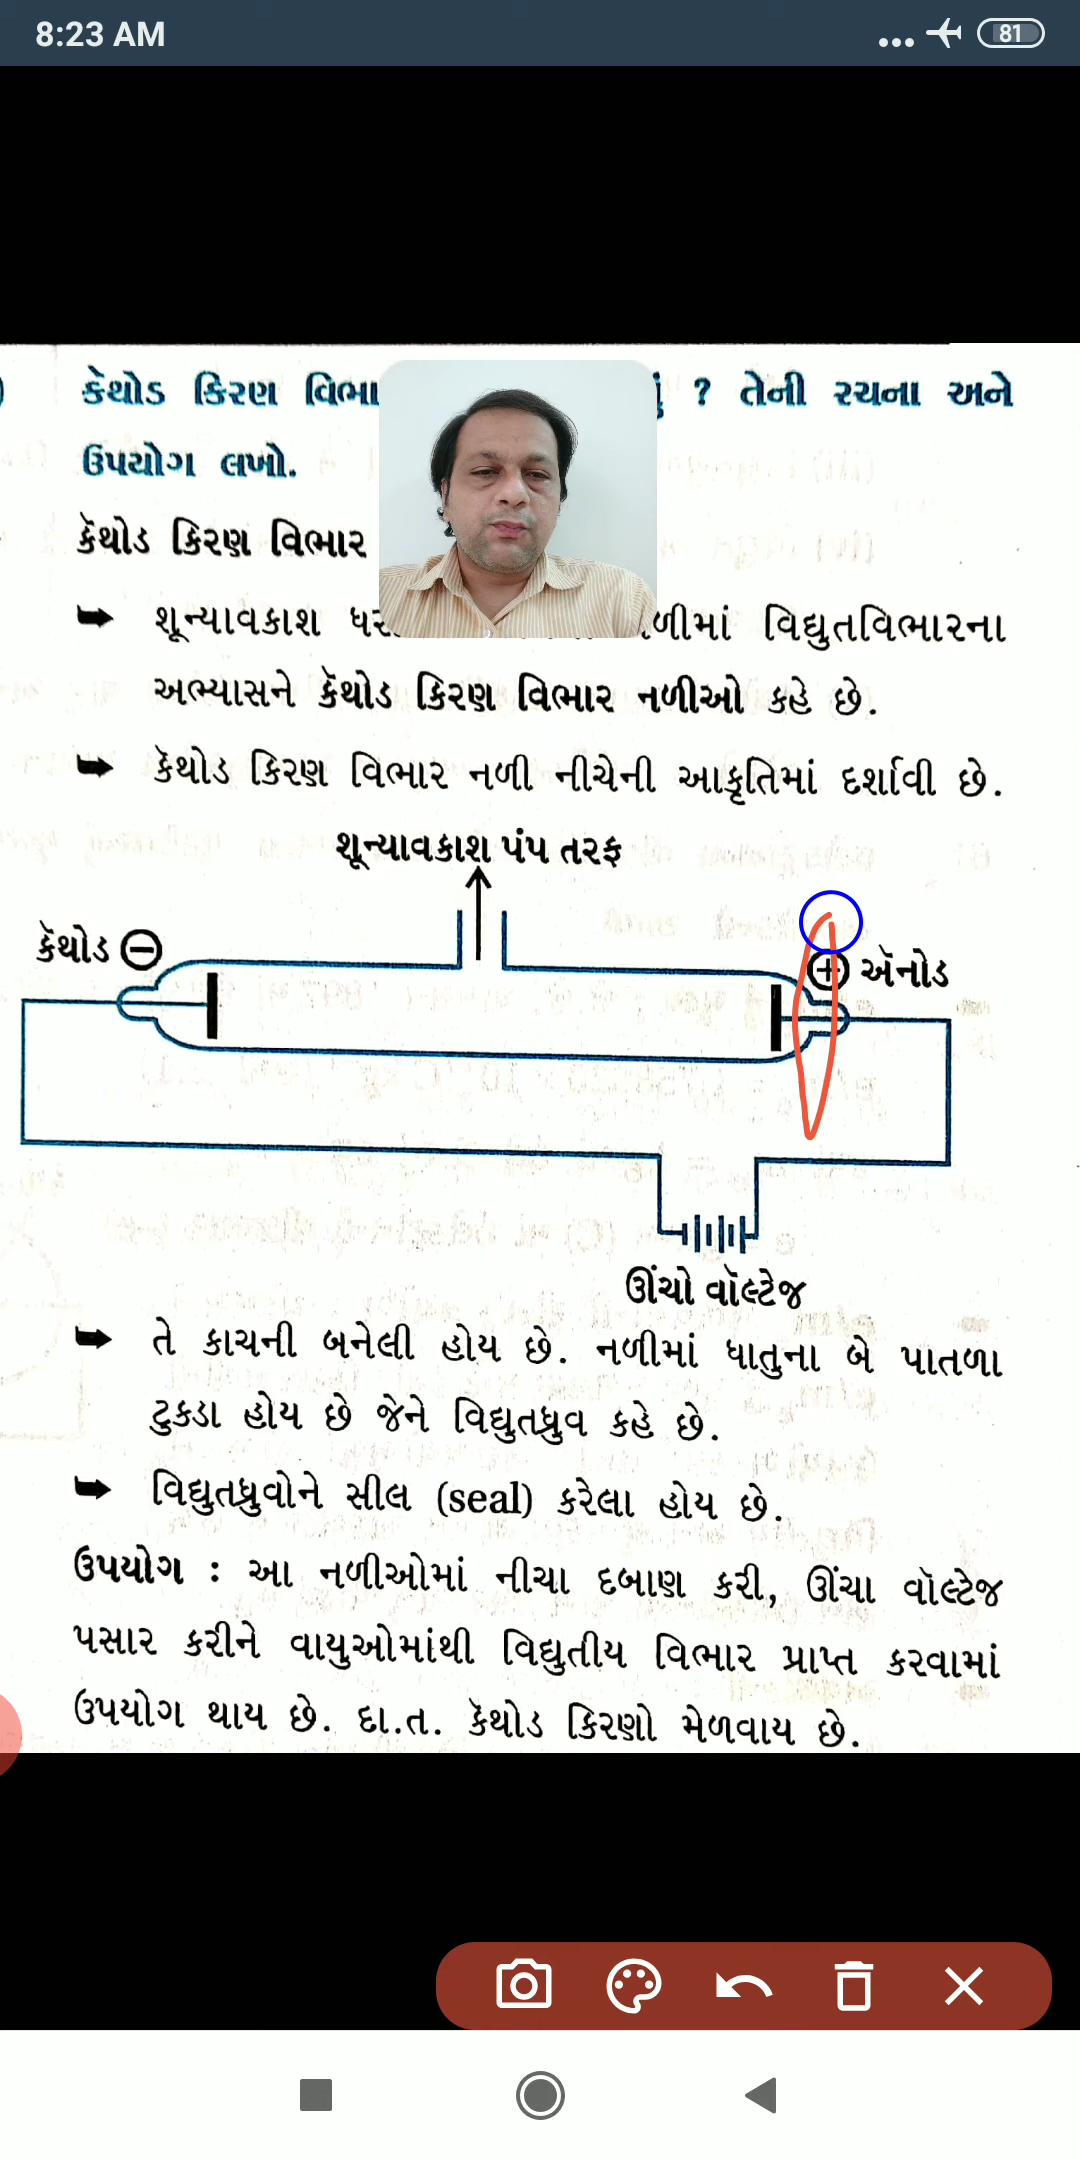 8:23 AM
81
કૅથોડ કિરણ વિભા ? તેની રચના અને
ઉપયોગ લખો.
કૅથોડ કિરણ વિભાર
➥ શૂન્યાવકાશ વિદ્યુતવિભારના
અભ્યાસને કૅથોડ કિરણ વિભાર નળીઓ કહે છે.
➥ કૅથોડ કિરણ વિભાર નળી નીચેની આકૃતિમાં દર્શાવી છે.
શૂન્યાવકાશ પંપ તરફ
કૅથોડ −
+ ઍનોડ
ઊંચો વૉલ્ટેજ
➥ તે કાચની બનેલી હોય છે. નળીમાં ધાતુના બે પાતળા
ટુકડા હોય છે જેને વિદ્યુતધ્રુવ કહે છે.
➥ વિદ્યુતધ્રુવોને સીલ (seal) કરેલા હોય છે.
ઉપયોગ : આ નળીઓમાં નીચા દબાણ કરી, ઊંચા વૉલ્ટેજ
પસાર કરીને વાયુઓમાંથી વિદ્યુતીય વિભાર પ્રાપ્ત કરવામાં
ઉપયોગ થાય છે. દા.ત. કૅથોડ કિરણો મેળવાય છે.